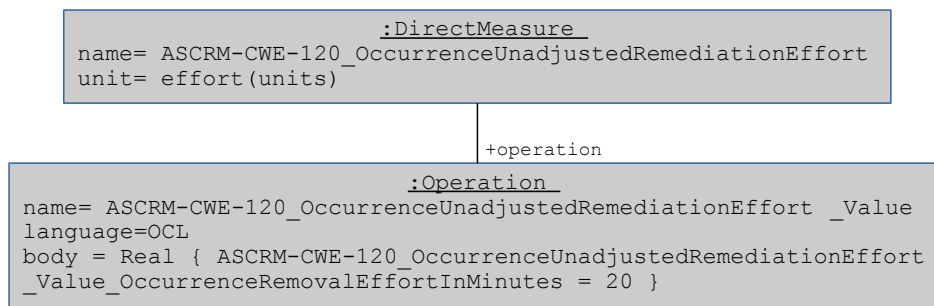 :DirectMeasure
name= ASCRM-CWE-120_OccurrenceUnadjustedRemediationEffort
unit= effort(units)
+operation
:Operation
name= ASCRM-CWE-120_OccurrenceUnadjustedRemediationEffort _Value
language=OCL
body = Real { ASCRM-CWE-120_OccurrenceUnadjustedRemediationEffort
_Value_OccurrenceRemovalEffortInMinutes = 20 }